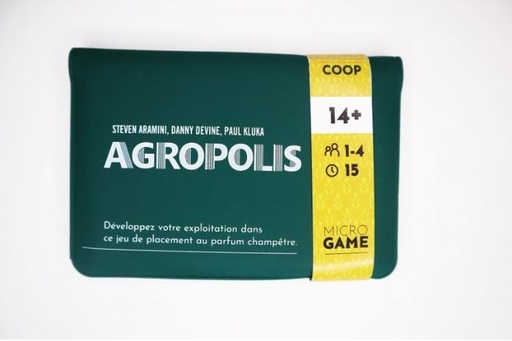 STEVEN ARAMINI, DANNY DEVINE, PAUL KLUKA
AGROPOLIS
Développez votre exploitation dans
ce jeu de placement au parfum champêtre.
COOP
14+
1-4
15
MICRO
GAME